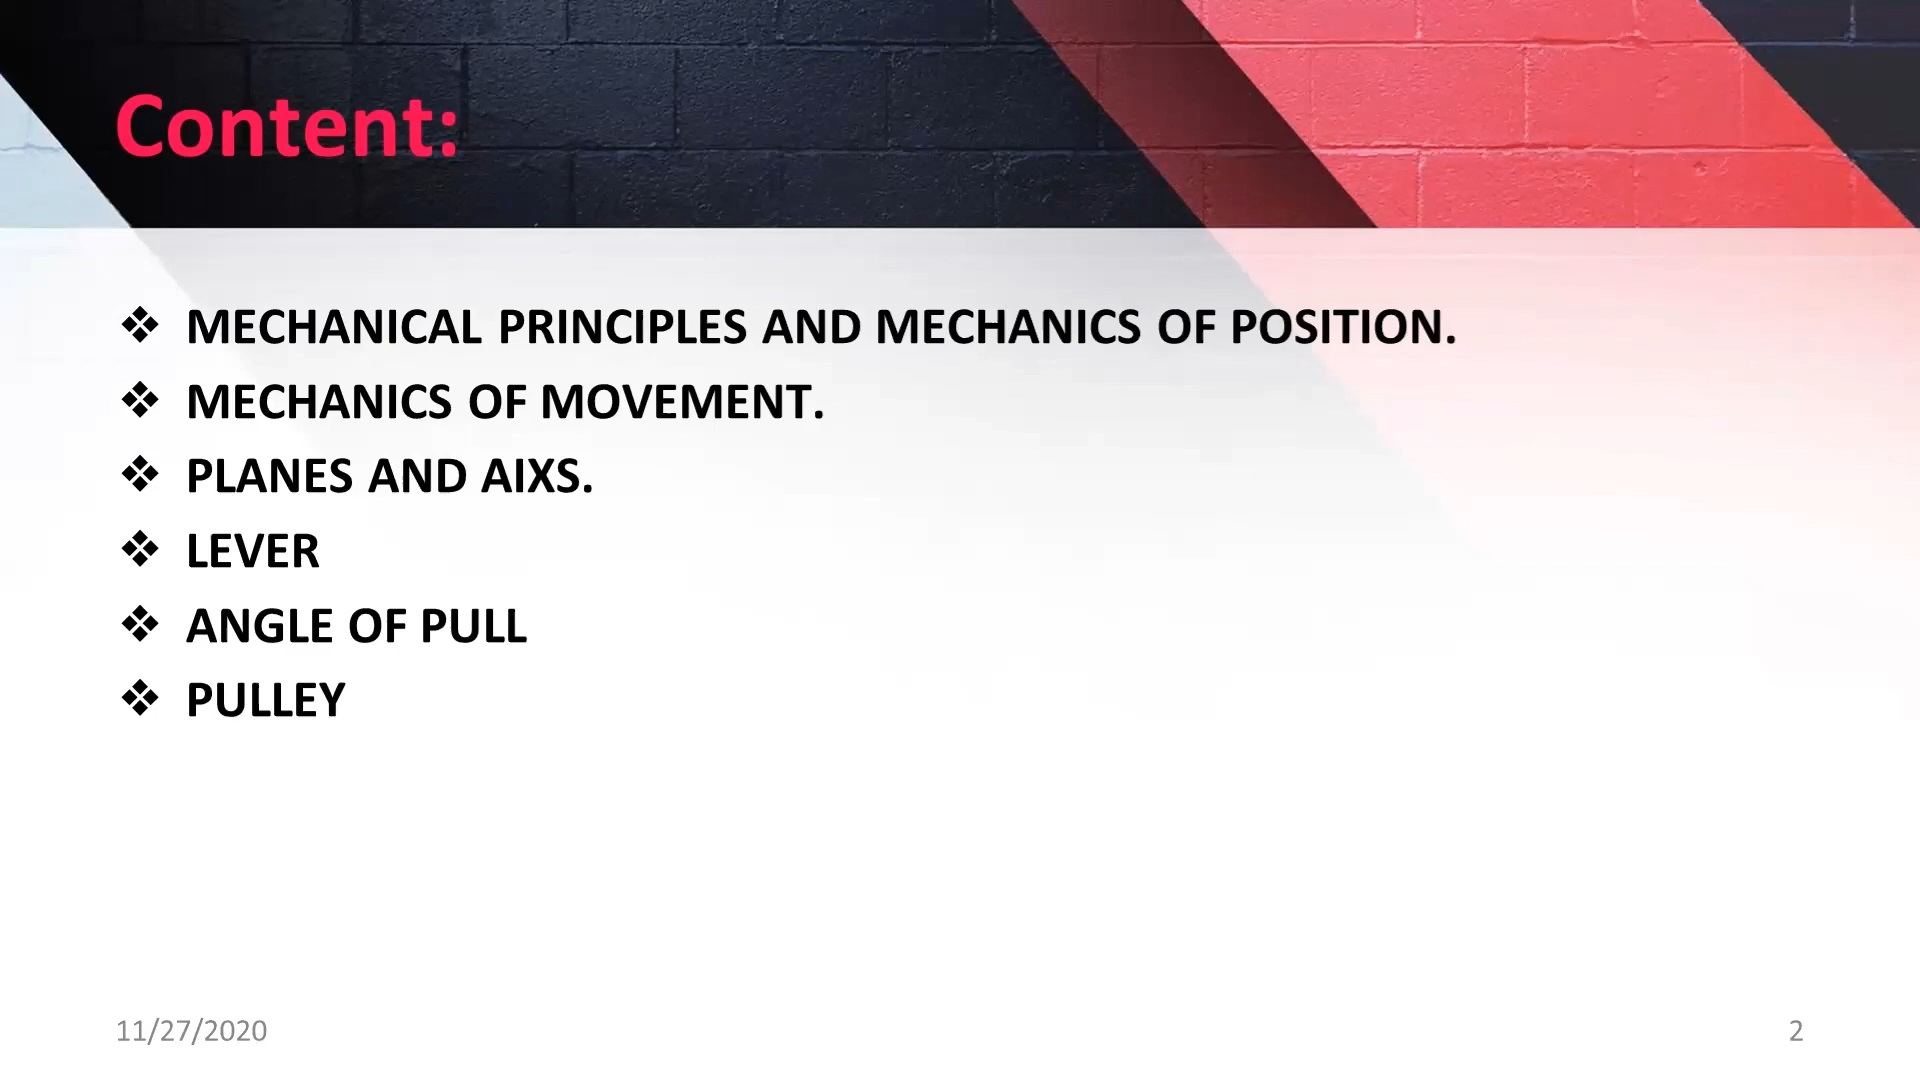 Content:
❖ MECHANICAL PRINCIPLES AND MECHANICS OF POSITION.
❖ MECHANICS OF MOVEMENT.
❖ PLANES AND AIXS.
❖ LEVER
❖ ANGLE OF PULL
❖ PULLEY
11/27/2020
2